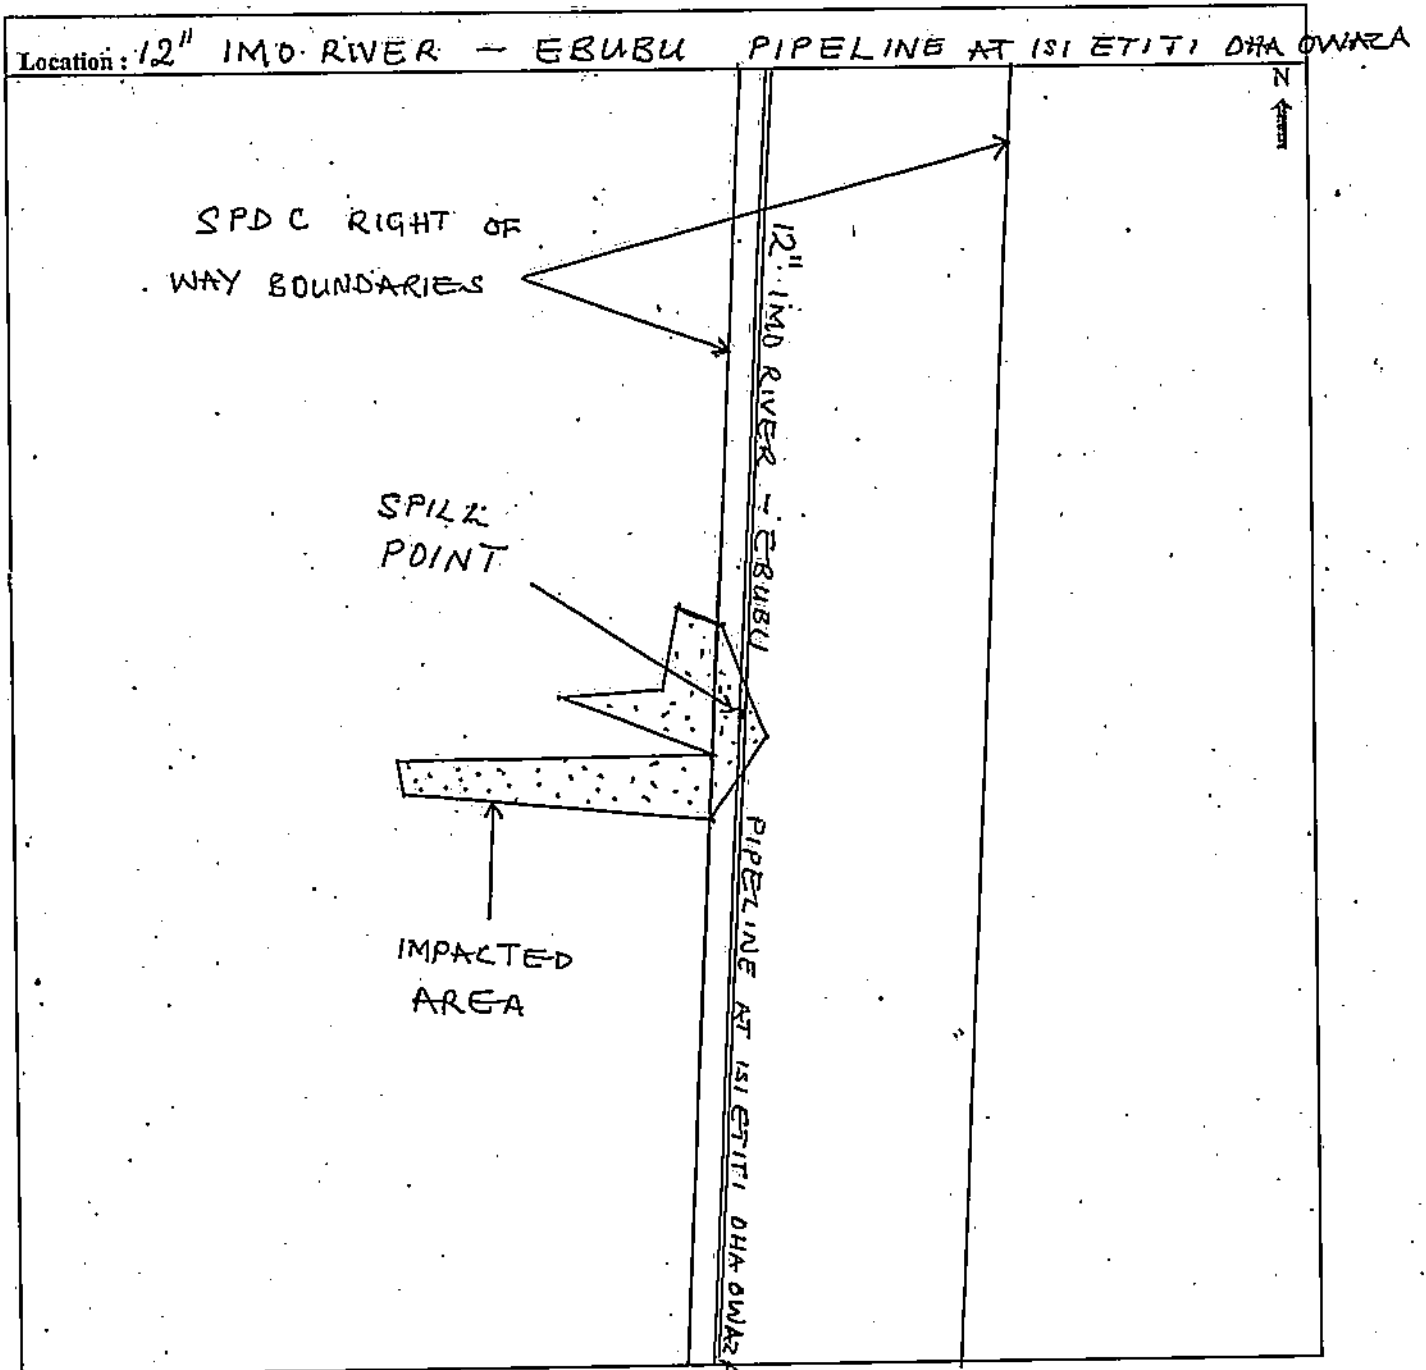 Location : 12" IMO RIVER - EBUBU PIPELINE AT ISI ETITI OHA OWAZA
N
SPDC RIGHT OF
WAY BOUNDARIES
12" IMO RIVER - EBUBU PIPELINE AT ISI ETITI OHA OWAZA
SPILL
POINT
IMPACTED
AREA